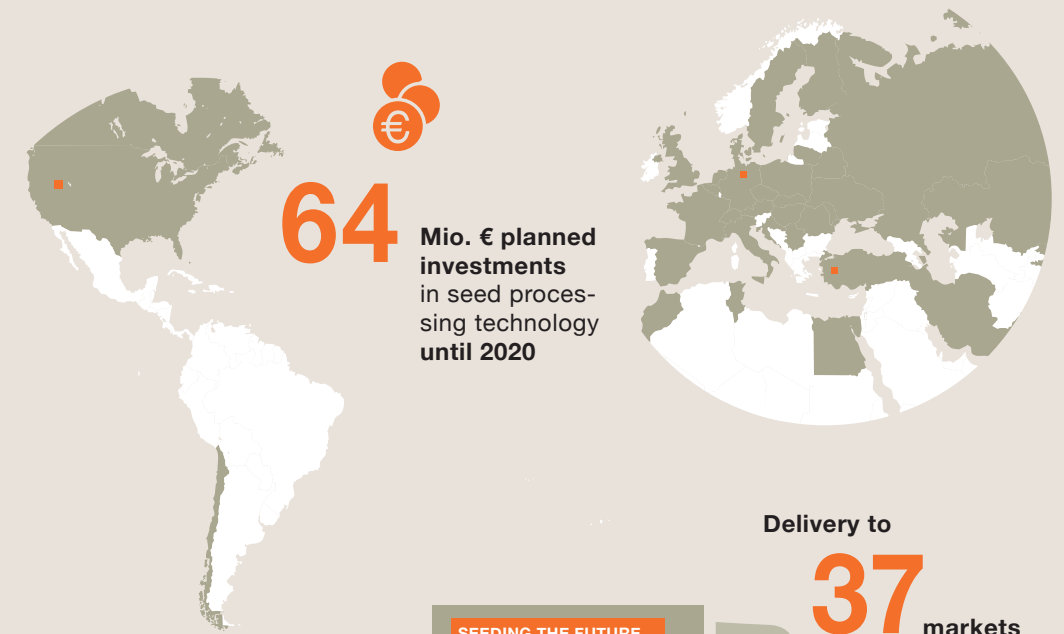 €
64
Mio. € planned
investments
in seed proces-
sing technology
until 2020
Delivery to
37
markets
SEEDING THE FUTURE